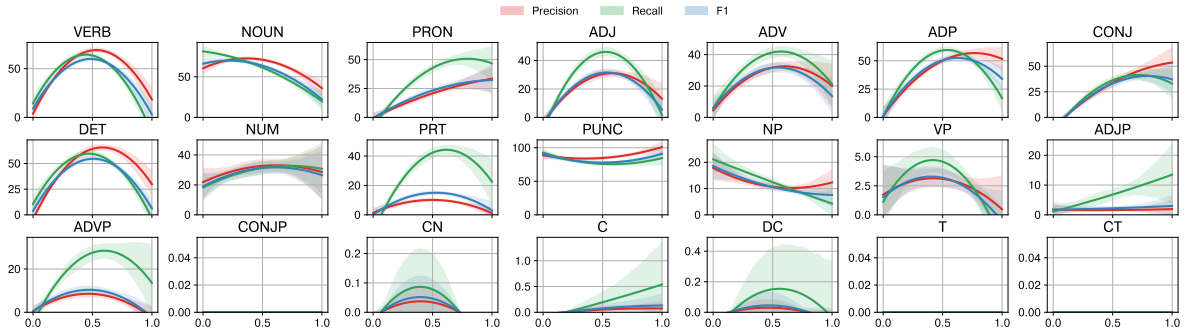 Precision Recall F1
VERB NOUN PRON ADJ ADV ADP CONJ
50 0
50 0
50 25 0
40 20 0
40 20 0
50 25 0
50 25 0
DET NUM PRT PUNC NP VP ADJP
50 25 0
40 20 0
40 20 0
100 50 0
20 10 0
5.0 2.5 0.0
20 10 0
ADVP CONJP CN C DC T CT
20 0
0.04 0.02 0.00
0.2 0.1 0.0
1.0 0.5 0.0
0.4 0.2 0.0
0.04 0.02 0.00
0.04 0.02 0.00
0.0 0.5 1.0 0.0 0.5 1.0 0.0 0.5 1.0 0.0 0.5 1.0 0.0 0.5 1.0 0.0 0.5 1.0 0.0 0.5 1.0